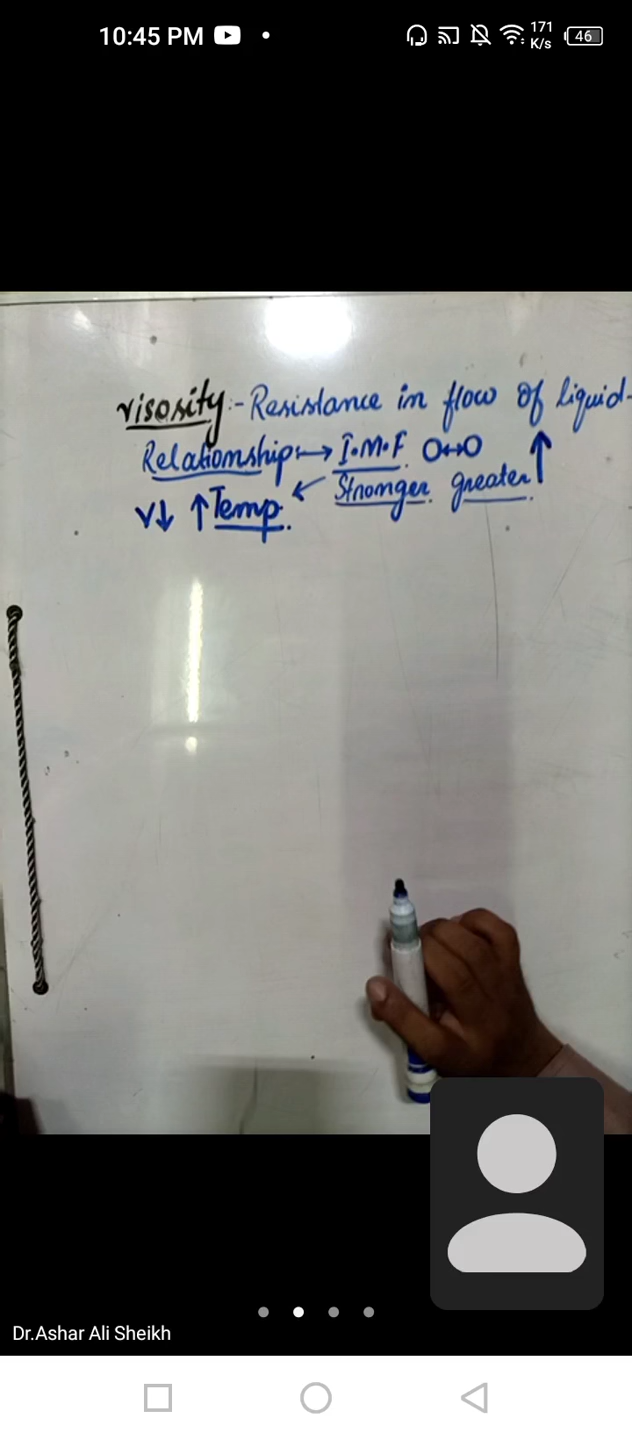 10:45 PM
171
K/s
46
Visosity:- Resistance in flow of liquid-
Relationship → I.M.F O↔O ↑
V↓ ↑Temp. ← Stronger greater
Dr.Ashar Ali Sheikh